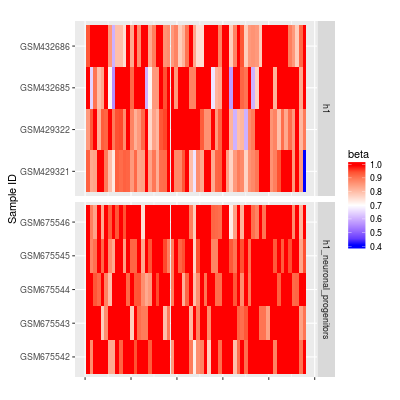 GSM432686
GSM432685
GSM429322
GSM429321
h1
GSM675546
GSM675545
GSM675544
GSM675543
GSM675542
h1_neuronal_progenitors
Sample ID
beta
1.0
0.9
0.8
0.7
0.6
0.5
0.4